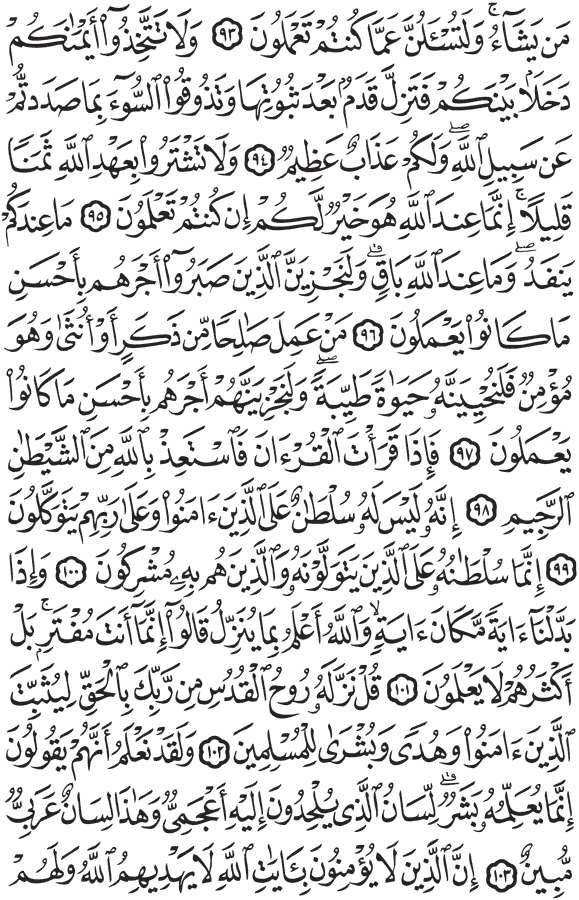 مَن يَشَآءُ ۚ وَلَتُسْـَٔلُنَّ عَمَّا كُنتُمْ تَعْمَلُونَ ٩٣ وَلَا تَتَّخِذُوٓا۟ أَيْمَـٰنَكُمْ
دَخَلًۢا بَيْنَكُمْ فَتَزِلَّ قَدَمٌۢ بَعْدَ ثُبُوتِهَا وَتَذُوقُوا۟ ٱلسُّوٓءَ بِمَا صَدَدتُّمْ
عَن سَبِيلِ ٱللَّهِ ۖ وَلَكُمْ عَذَابٌ عَظِيمٌ ٩٤ وَلَا تَشْتَرُوا۟ بِعَهْدِ ٱللَّهِ ثَمَنًا
قَلِيلًا ۚ إِنَّمَا عِندَ ٱللَّهِ هُوَ خَيْرٌ لَّكُمْ إِن كُنتُمْ تَعْلَمُونَ ٩٥ مَا عِندَكُمْ
يَنفَدُ ۖ وَمَا عِندَ ٱللَّهِ بَاقٍ ۗ وَلَنَجْزِيَنَّ ٱلَّذِينَ صَبَرُوٓا۟ أَجْرَهُم بِأَحْسَنِ
مَا كَانُوا۟ يَعْمَلُونَ ٩٦ مَنْ عَمِلَ صَـٰلِحًا مِّن ذَكَرٍ أَوْ أُنثَىٰ وَهُوَ
مُؤْمِنٌ فَلَنُحْيِيَنَّهُۥ حَيَوٰةً طَيِّبَةً ۖ وَلَنَجْزِيَنَّهُمْ أَجْرَهُم بِأَحْسَنِ مَا كَانُوا۟
يَعْمَلُونَ ٩٧ فَإِذَا قَرَأْتَ ٱلْقُرْءَانَ فَٱسْتَعِذْ بِٱللَّهِ مِنَ ٱلشَّيْطَـٰنِ
ٱلرَّجِيمِ ٩٨ إِنَّهُۥ لَيْسَ لَهُۥ سُلْطَـٰنٌ عَلَى ٱلَّذِينَ ءَامَنُوا۟ وَعَلَىٰ رَبِّهِمْ يَتَوَكَّلُونَ
٩٩ إِنَّمَا سُلْطَـٰنُهُۥ عَلَى ٱلَّذِينَ يَتَوَلَّوْنَهُۥ وَٱلَّذِينَ هُم بِهِۦ مُشْرِكُونَ ١٠٠ وَإِذَا
بَدَّلْنَآ ءَايَةً مَّكَانَ ءَايَةٍ ۙ وَٱللَّهُ أَعْلَمُ بِمَا يُنَزِّلُ قَالُوٓا۟ إِنَّمَآ أَنتَ مُفْتَرٍۭ ۚ بَلْ
أَكْثَرُهُمْ لَا يَعْلَمُونَ ١٠١ قُلْ نَزَّلَهُۥ رُوحُ ٱلْقُدُسِ مِن رَّبِّكَ بِٱلْحَقِّ لِيُثَبِّتَ
ٱلَّذِينَ ءَامَنُوا۟ وَهُدًى وَبُشْرَىٰ لِلْمُسْلِمِينَ ١٠٢ وَلَقَدْ نَعْلَمُ أَنَّهُمْ يَقُولُونَ
إِنَّمَا يُعَلِّمُهُۥ بَشَرٌ ۗ لِّسَانُ ٱلَّذِى يُلْحِدُونَ إِلَيْهِ أَعْجَمِىٌّ وَهَـٰذَا لِسَانٌ عَرَبِىٌّ
مُّبِينٌ ١٠٣ إِنَّ ٱلَّذِينَ لَا يُؤْمِنُونَ بِـَٔايَـٰتِ ٱللَّهِ لَا يَهْدِيهِمُ ٱللَّهُ وَلَهُمْ